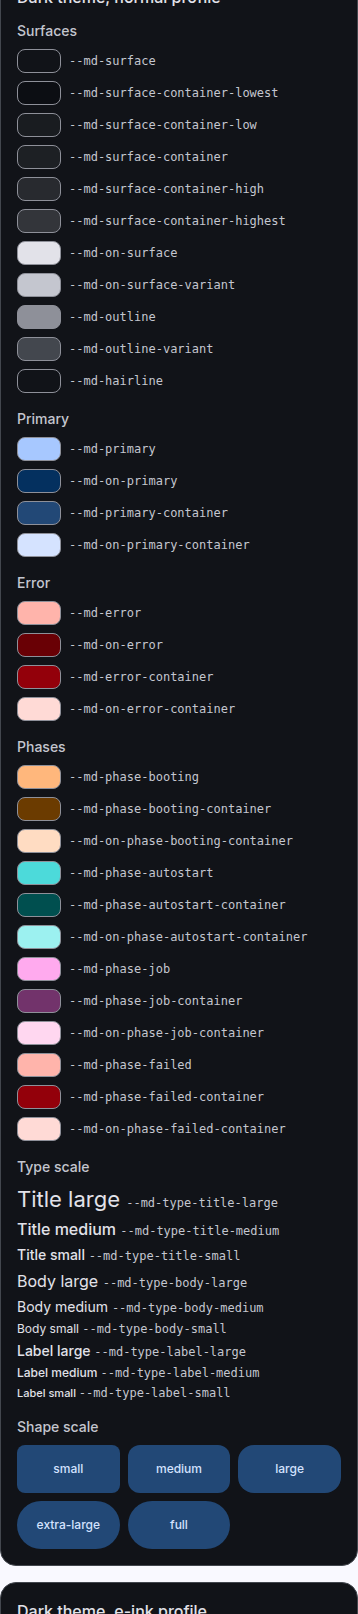 Dark theme, normal profile
Surfaces
--md-surface
--md-surface-container-lowest
--md-surface-container-low
--md-surface-container
--md-surface-container-high
--md-surface-container-highest
--md-on-surface
--md-on-surface-variant
--md-outline
--md-outline-variant
--md-hairline
Primary
--md-primary
--md-on-primary
--md-primary-container
--md-on-primary-container
Error
--md-error
--md-on-error
--md-error-container
--md-on-error-container
Phases
--md-phase-booting
--md-phase-booting-container
--md-on-phase-booting-container
--md-phase-autostart
--md-phase-autostart-container
--md-on-phase-autostart-container
--md-phase-job
--md-phase-job-container
--md-on-phase-job-container
--md-phase-failed
--md-phase-failed-container
--md-on-phase-failed-container
Type scale
Title large --md-type-title-large
Title medium --md-type-title-medium
Title small --md-type-title-small
Body large --md-type-body-large
Body medium --md-type-body-medium
Body small --md-type-body-small
Label large --md-type-label-large
Label medium --md-type-label-medium
Label small --md-type-label-small
Shape scale
small medium large
extra-large full
Dark theme, e-ink profile